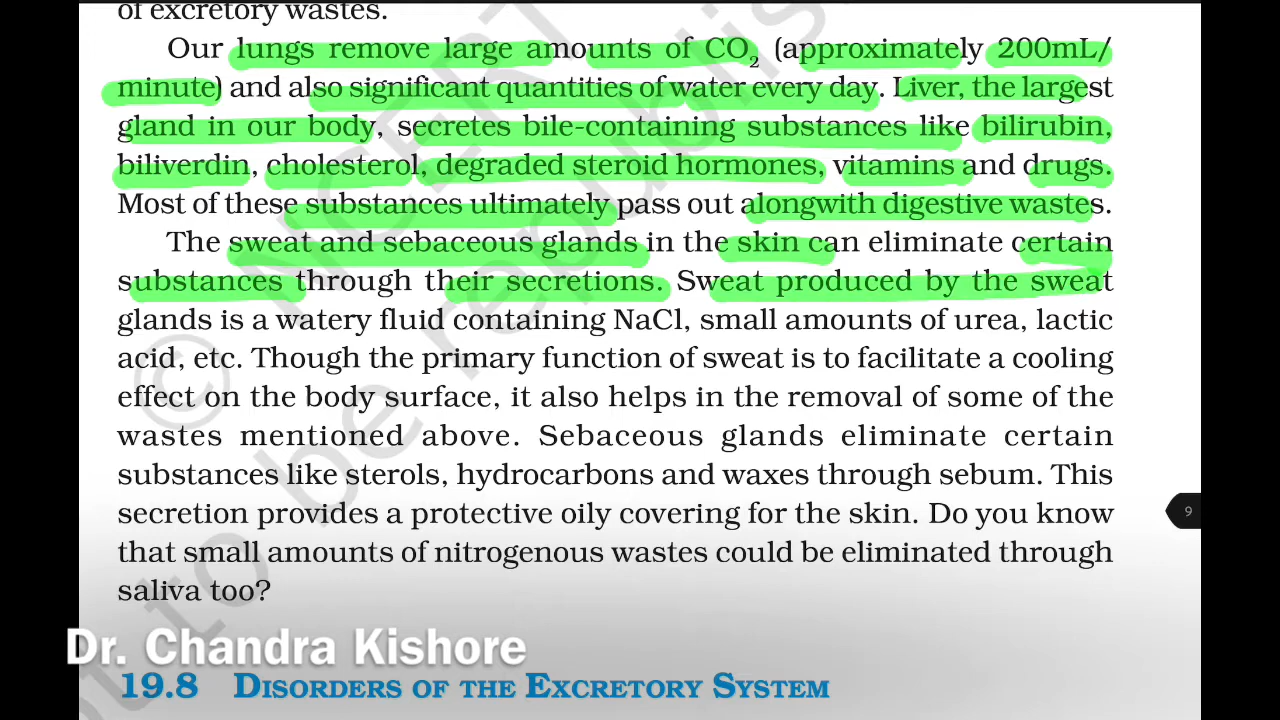 of excretory wastes.
Our lungs remove large amounts of CO₂ (approximately 200mL/
minute) and also significant quantities of water every day. Liver, the largest
gland in our body, secretes bile-containing substances like bilirubin,
biliverdin, cholesterol, degraded steroid hormones, vitamins and drugs.
Most of these substances ultimately pass out alongwith digestive wastes.
The sweat and sebaceous glands in the skin can eliminate certain
substances through their secretions. Sweat produced by the sweat
glands is a watery fluid containing NaCl, small amounts of urea, lactic
acid, etc. Though the primary function of sweat is to facilitate a cooling
effect on the body surface, it also helps in the removal of some of the
wastes mentioned above. Sebaceous glands eliminate certain
substances like sterols, hydrocarbons and waxes through sebum. This
secretion provides a protective oily covering for the skin. Do you know
that small amounts of nitrogenous wastes could be eliminated through
saliva too?
9
Dr. Chandra Kishore
19.8 DISORDERS OF THE EXCRETORY SYSTEM
© NCERT
be republis